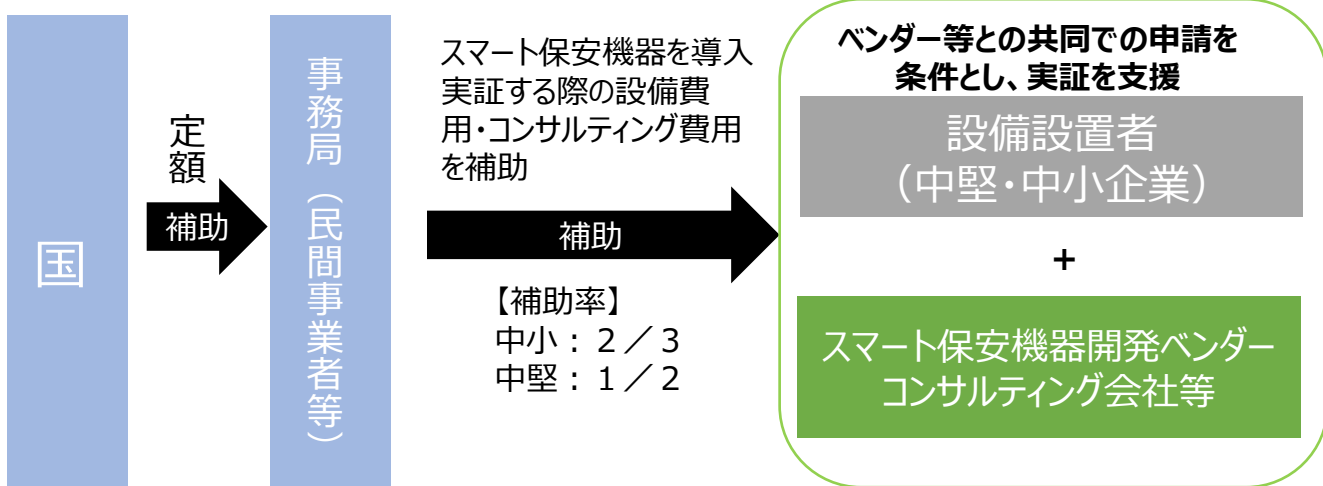 国
定
額
補助
事務局（民間事業者等）
スマート保安機器を導入
実証する際の設備費
用・コンサルティング費用
を補助
補助
【補助率】
中小：２／３
中堅：１／２
ベンダー等との共同での申請を
条件とし、実証を支援
設備設置者
（中堅・中小企業）
+
スマート保安機器開発ベンダー
コンサルティング会社等